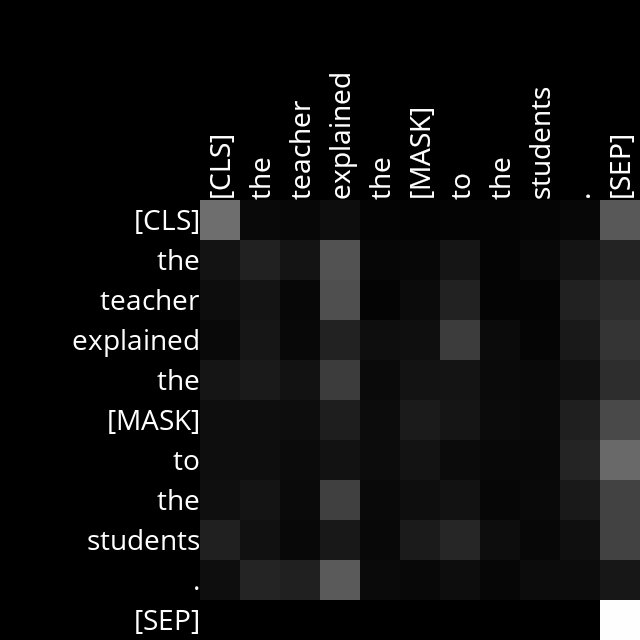 [CLS] the teacher explained the [MASK] to the students . [SEP]
[CLS]
the
teacher
explained
the
[MASK]
to
the
students
.
[SEP]